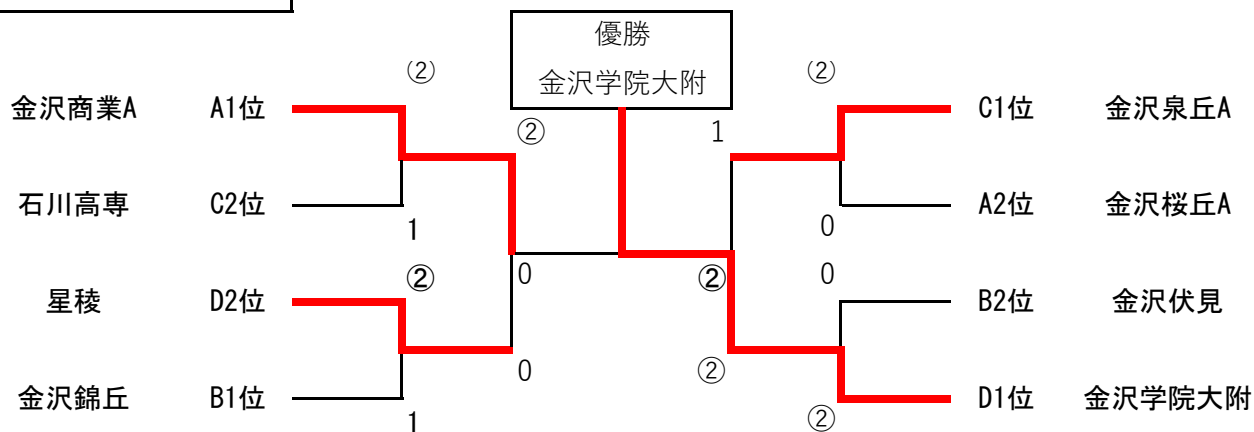 優勝
金沢学院大附
② ②
金沢商業A A1位 ② 1 C1位 金沢泉丘A
石川高専 C2位 A2位 金沢桜丘A
1 0
② 0 ② 0
星稜 D2位 B2位 金沢伏見
0 ②
金沢錦丘 B1位 D1位 金沢学院大附
1 ②